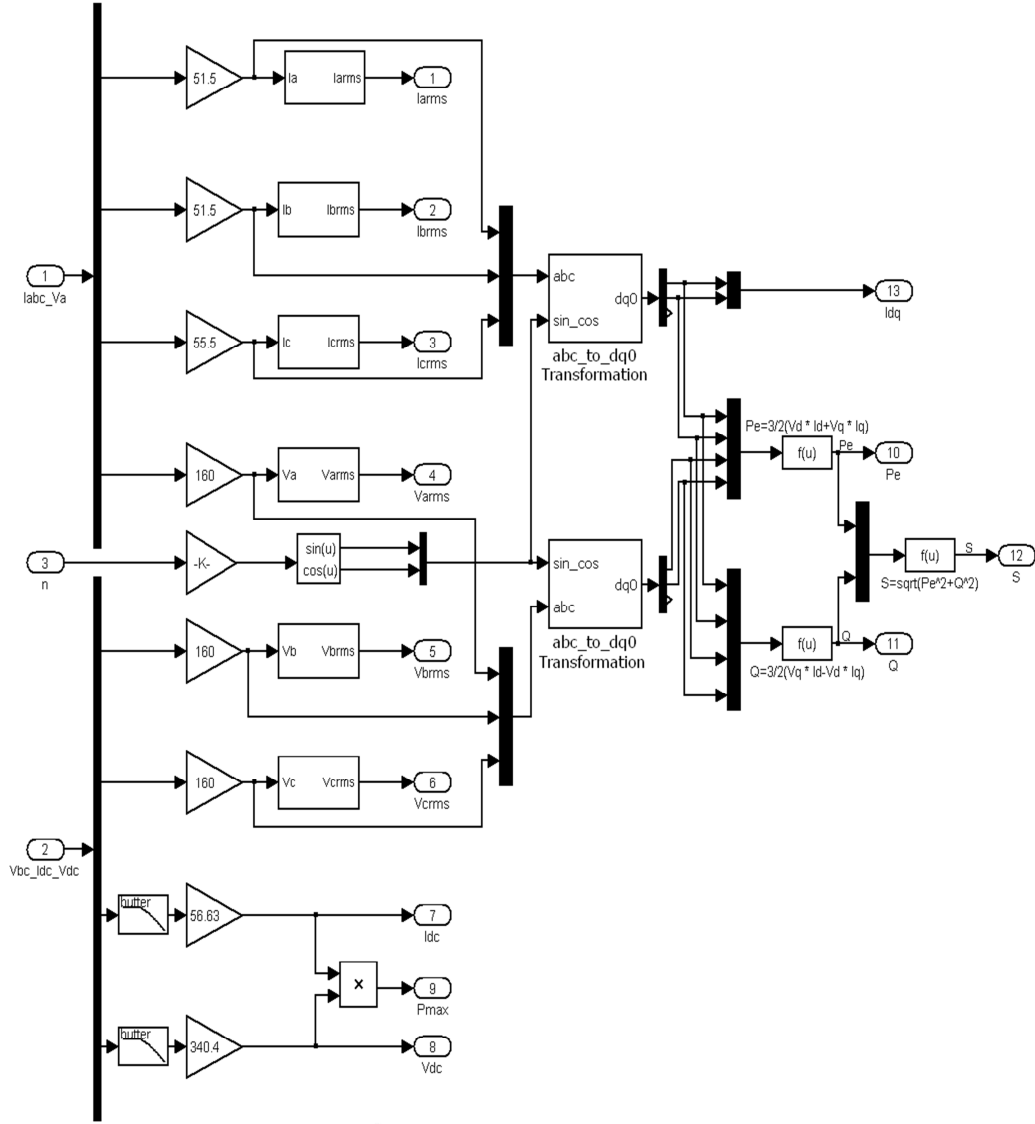 51.5
Ia
Iarms
1
Iarms
51.5
Ib
Ibrms
2
Ibrms
1
Iabc_Va
55.5
Ic
Icrms
3
Icrms
abc
sin_cos
dq0
abc_to_dq0
Transformation
13
Idq
160
Va
Varms
4
Varms
Pe=3/2(Vd * Id+Vq * Iq)
f(u)
Pe
10
Pe
3
n
-K-
sin(u)
cos(u)
sin_cos
abc
dq0
abc_to_dq0
Transformation
f(u)
S
S=sqrt(Pe^2+Q^2)
12
S
160
Vb
Vbrms
5
Vbrms
f(u)
Q
Q=3/2(Vq * Id-Vd * Iq)
11
Q
160
Vc
Vcrms
6
Vcrms
2
Vbc_Idc_Vdc
butter
56.63
7
Idc
×
9
Pmax
butter
340.4
8
Vdc